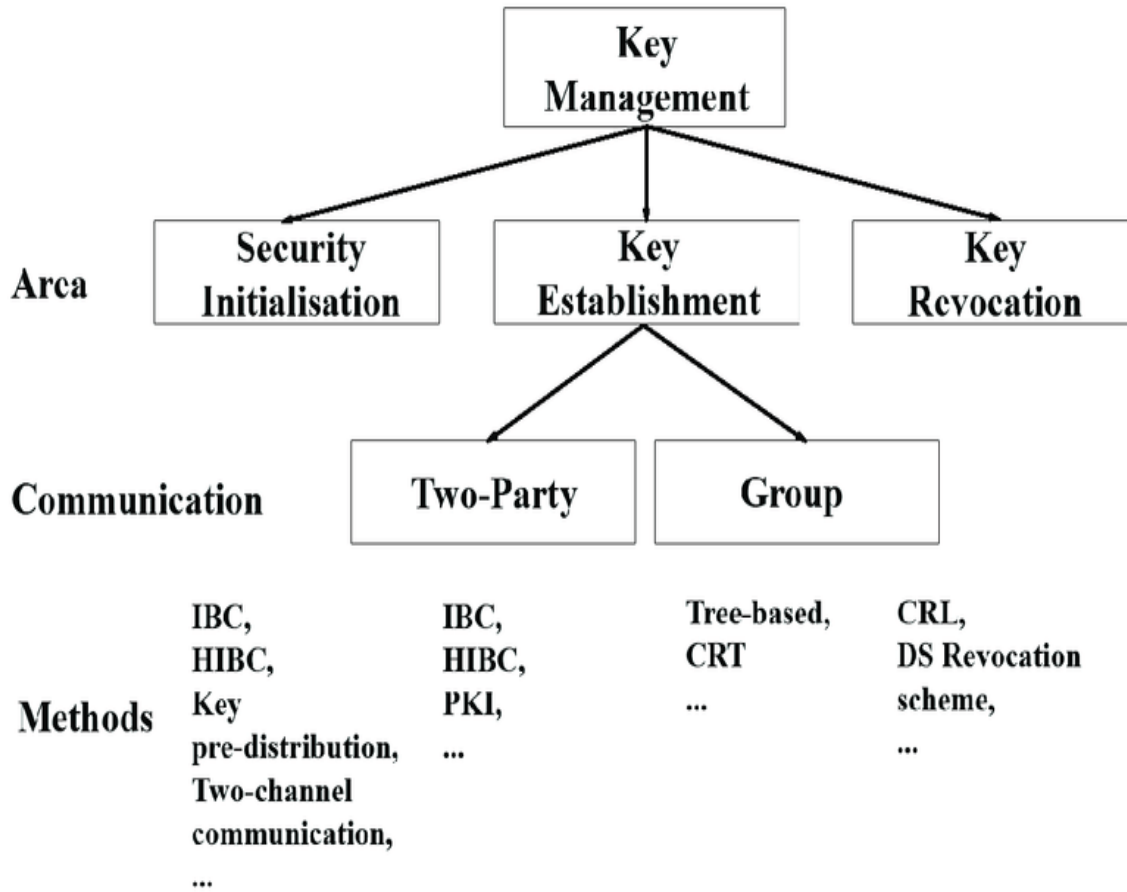 Key
Management
Security
Initialisation
Key
Establishment
Key
Revocation
Area
Two-Party
Group
Communication
IBC,
HIBC,
Key
pre-distribution,
Two-channel
communication,
...
IBC,
HIBC,
PKI,
...
Tree-based,
CRT
...
CRL,
DS Revocation
scheme,
...
Methods